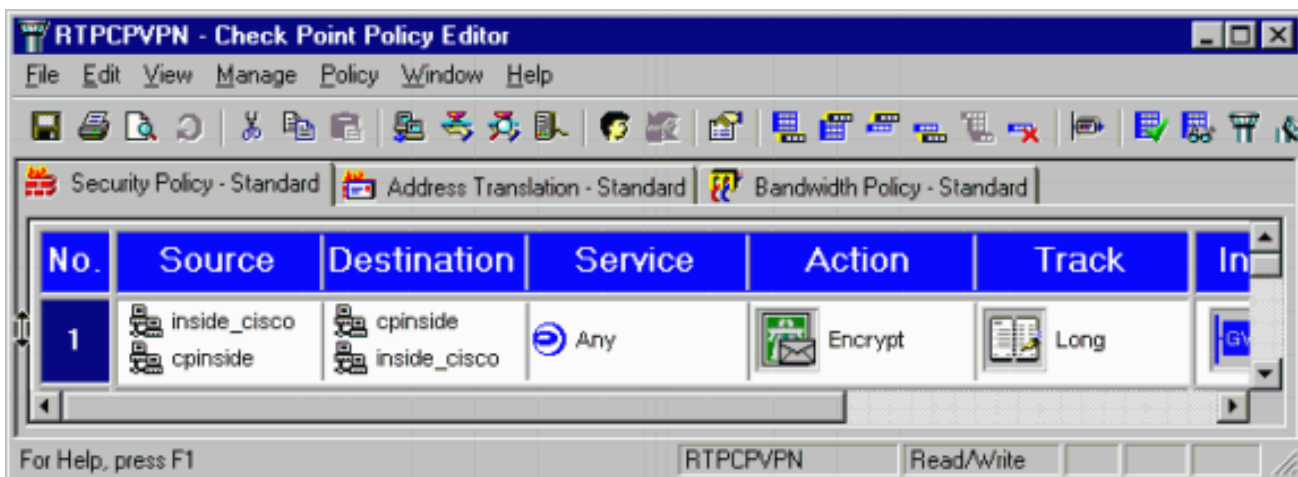 RTPCPVPN - Check Point Policy Editor
File Edit View Manage Policy Window Help
Security Policy - Standard Address Translation - Standard Bandwidth Policy - Standard
No. Source Destination Service Action Track In
1 inside_cisco cpinside Any Encrypt Long GV
cpinside inside_cisco
For Help, press F1 RTPCPVPN Read/Write